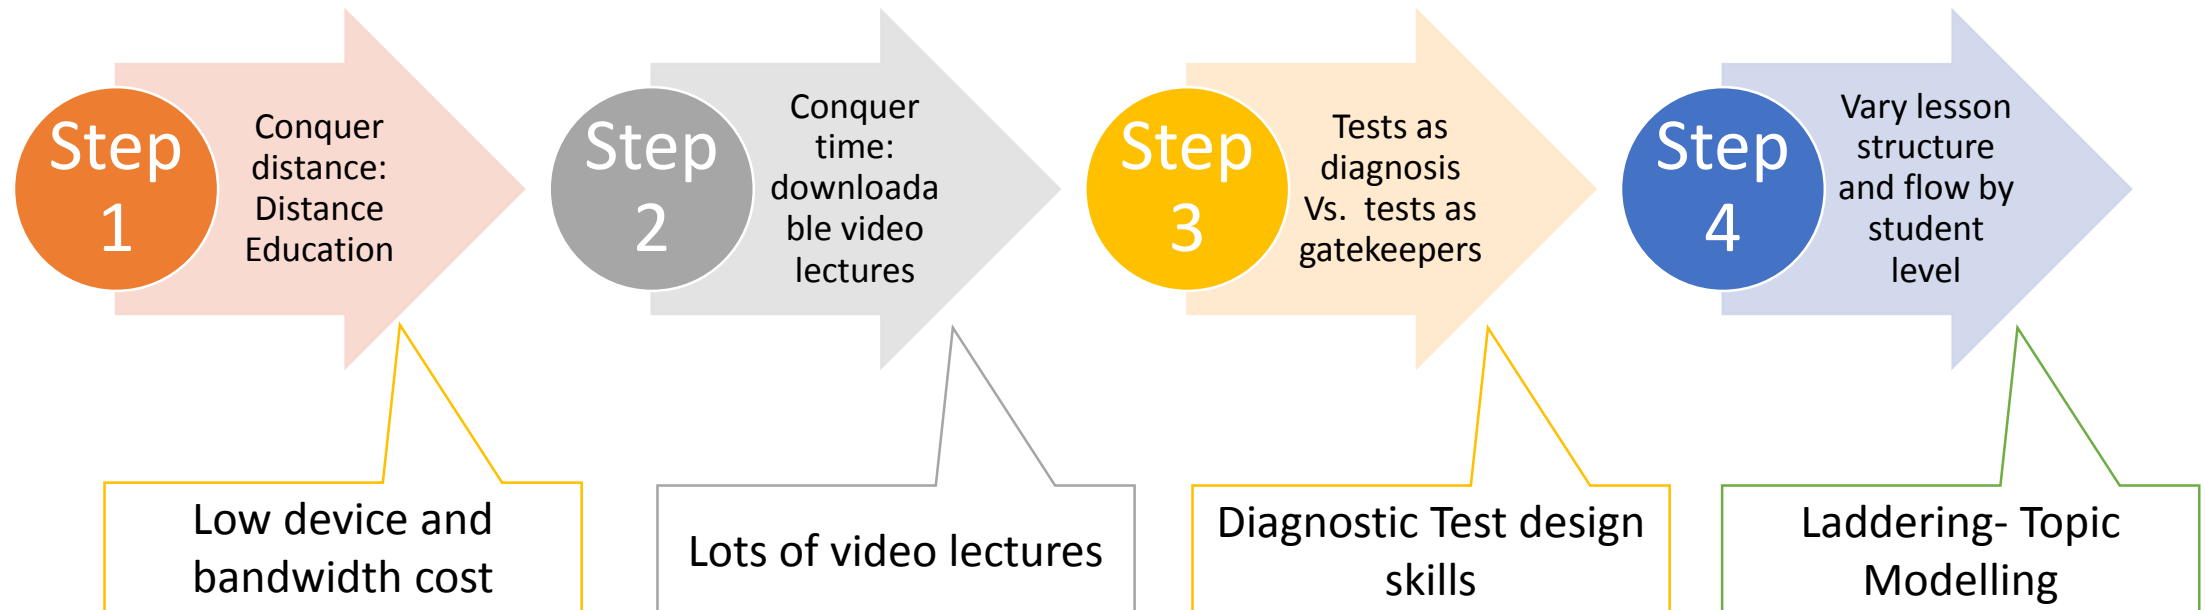 Step
1
Conquer
distance:
Distance
Education
Step
2
Conquer
time:
downloada
ble video
lectures
Step
3
Tests as
diagnosis
Vs.  tests as
gatekeepers
Step
4
Vary lesson
structure
and flow by
student
level
Low device and
bandwidth cost
Lots of video lectures
Diagnostic Test design
skills
Laddering- Topic
Modelling